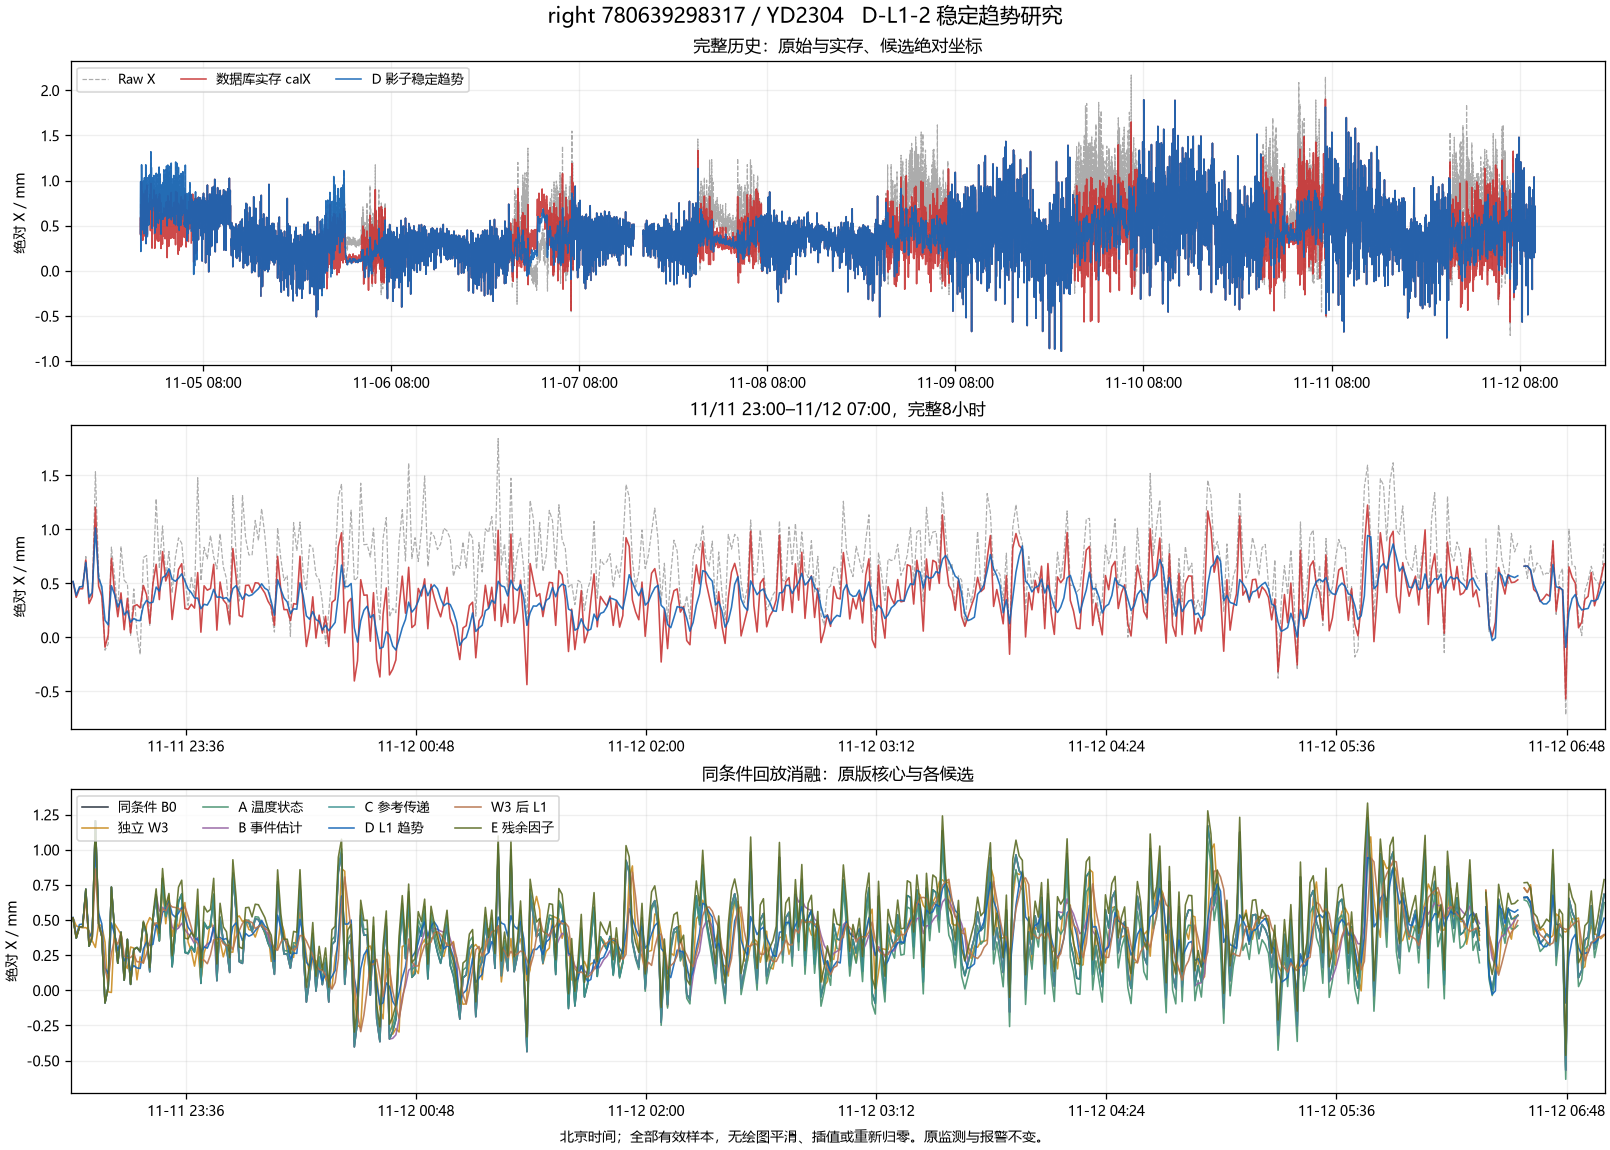 right 780639298317 / YD2304   D-L1-2 稳定趋势研究
完整历史：原始与实存、候选绝对坐标
Raw X
数据库实存 calX
D 影子稳定趋势
绝对 X / mm
2.0
1.5
1.0
0.5
0.0
-0.5
-1.0
11-05 08:00
11-06 08:00
11-07 08:00
11-08 08:00
11-09 08:00
11-10 08:00
11-11 08:00
11-12 08:00
11/11 23:00–11/12 07:00，完整8小时
绝对 X / mm
1.5
1.0
0.5
0.0
-0.5
11-11 23:36
11-12 00:48
11-12 02:00
11-12 03:12
11-12 04:24
11-12 05:36
11-12 06:48
同条件回放消融：原版核心与各候选
同条件 B0
A 温度状态
C 参考传递
W3 后 L1
独立 W3
B 事件估计
D L1 趋势
E 残余因子
绝对 X / mm
1.25
1.00
0.75
0.50
0.25
0.00
-0.25
-0.50
11-11 23:36
11-12 00:48
11-12 02:00
11-12 03:12
11-12 04:24
11-12 05:36
11-12 06:48
北京时间；全部有效样本，无绘图平滑、插值或重新归零。原监测与报警不变。